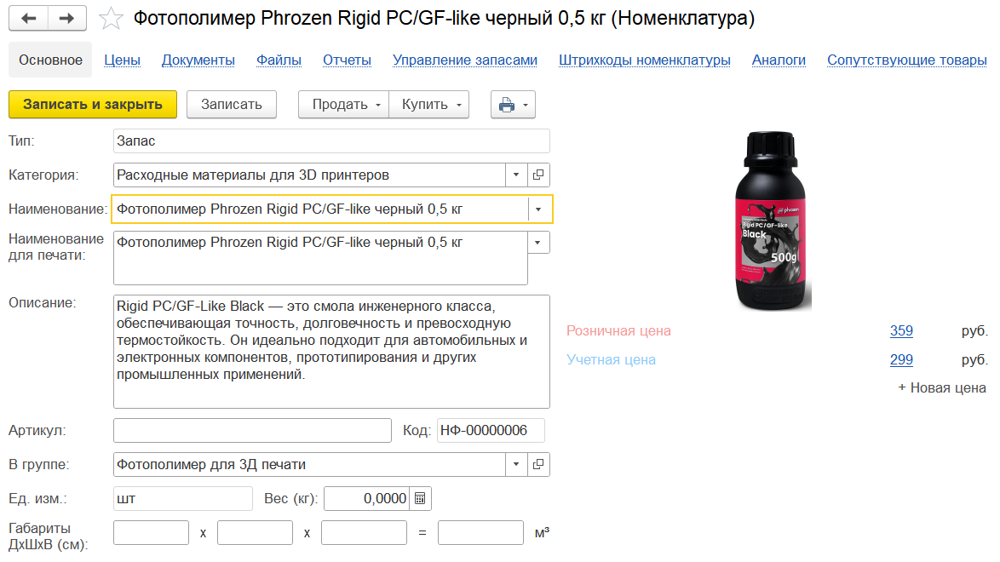 Фотополимер Phrozen Rigid PC/GF-like черный 0,5 кг (Номенклатура)
Основное Цены Документы Файлы Отчеты Управление запасами Штрихкоды номенклатуры Аналоги Сопутствующие товары
Записать и закрыть Записать Продать Купить
Тип: Запас
Категория: Расходные материалы для 3D принтеров
Наименование: Фотополимер Phrozen Rigid PC/GF-like черный 0,5 кг
Наименование для печати: Фотополимер Phrozen Rigid PC/GF-like черный 0,5 кг
Описание: Rigid PC/GF-Like Black — это смола инженерного класса,
обеспечивающая точность, долговечность и превосходную
термостойкость. Он идеально подходит для автомобильных и
электронных компонентов, прототипирования и других
промышленных применений.
phrozen
Rigid PC/GF-like
Black
500g
Розничная цена 359 руб.
Учетная цена 299 руб.
+ Новая цена
Артикул: Код: НФ-00000006
В группе: Фотополимер для 3Д печати
Ед. изм.: шт Вес (кг): 0,0000
Габариты
ДхШхВ (см): x x = м³